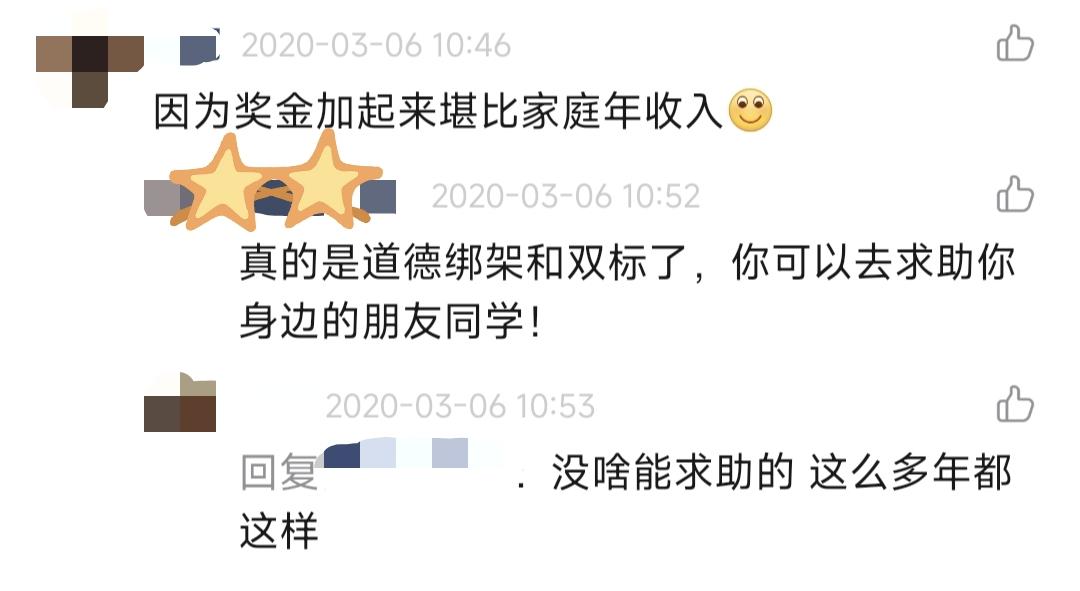 2020-03-06 10:46
因为奖金加起来堪比家庭年收入
2020-03-06 10:52
真的是道德绑架和双标了，你可以去求助你
身边的朋友同学！
2020-03-06 10:53
回复 . 没啥能求助的 这么多年都
这样